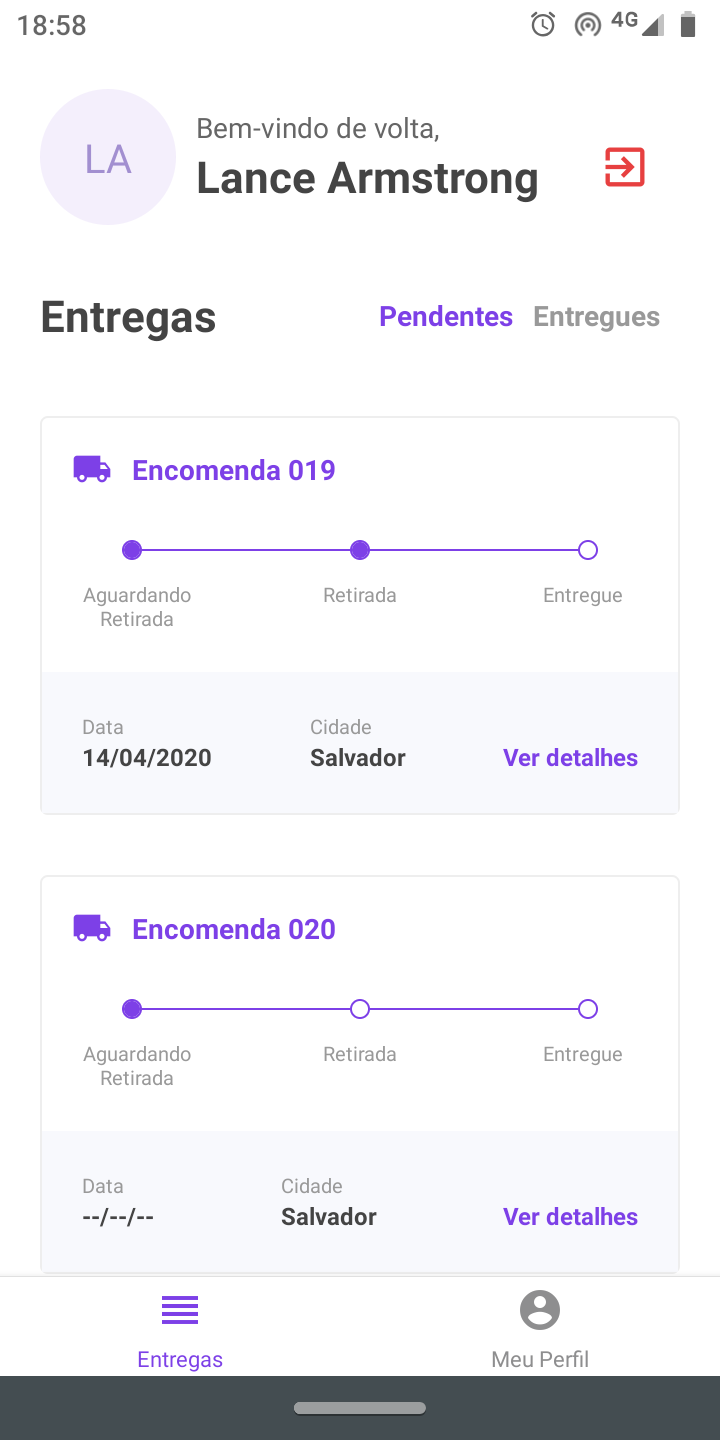 18:58
4G
LA
Bem-vindo de volta,
Lance Armstrong
Entregas
Pendentes
Entregues
Encomenda 019
Aguardando
Retirada
Retirada
Entregue
Data
Cidade
14/04/2020
Salvador
Ver detalhes
Encomenda 020
Aguardando
Retirada
Retirada
Entregue
Data
Cidade
--/--/--
Salvador
Ver detalhes
Entregas
Meu Perfil